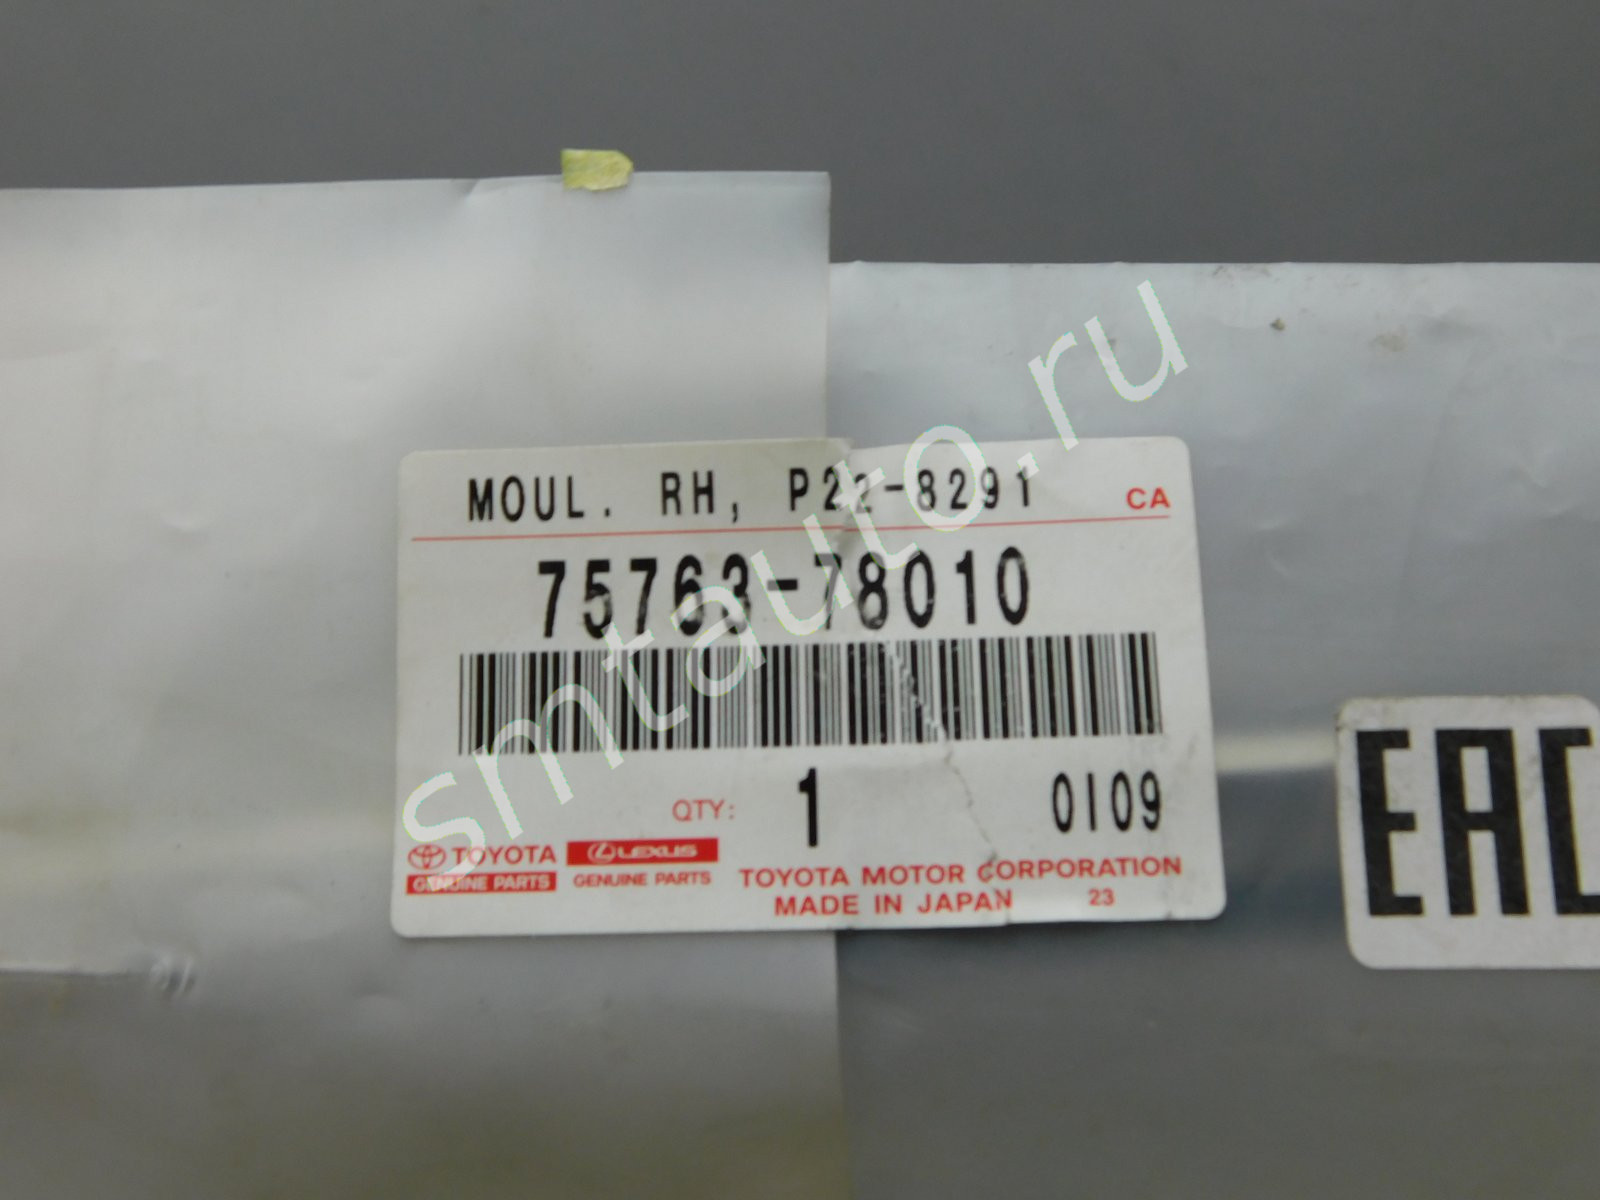 MOUL. RH, P22-8291
CA
75763-78010
QTY: 1 0109
TOYOTA
GENUINE PARTS
LEXUS
GENUINE PARTS
TOYOTA MOTOR CORPORATION
MADE IN JAPAN 23
EAC
smtauto.ru